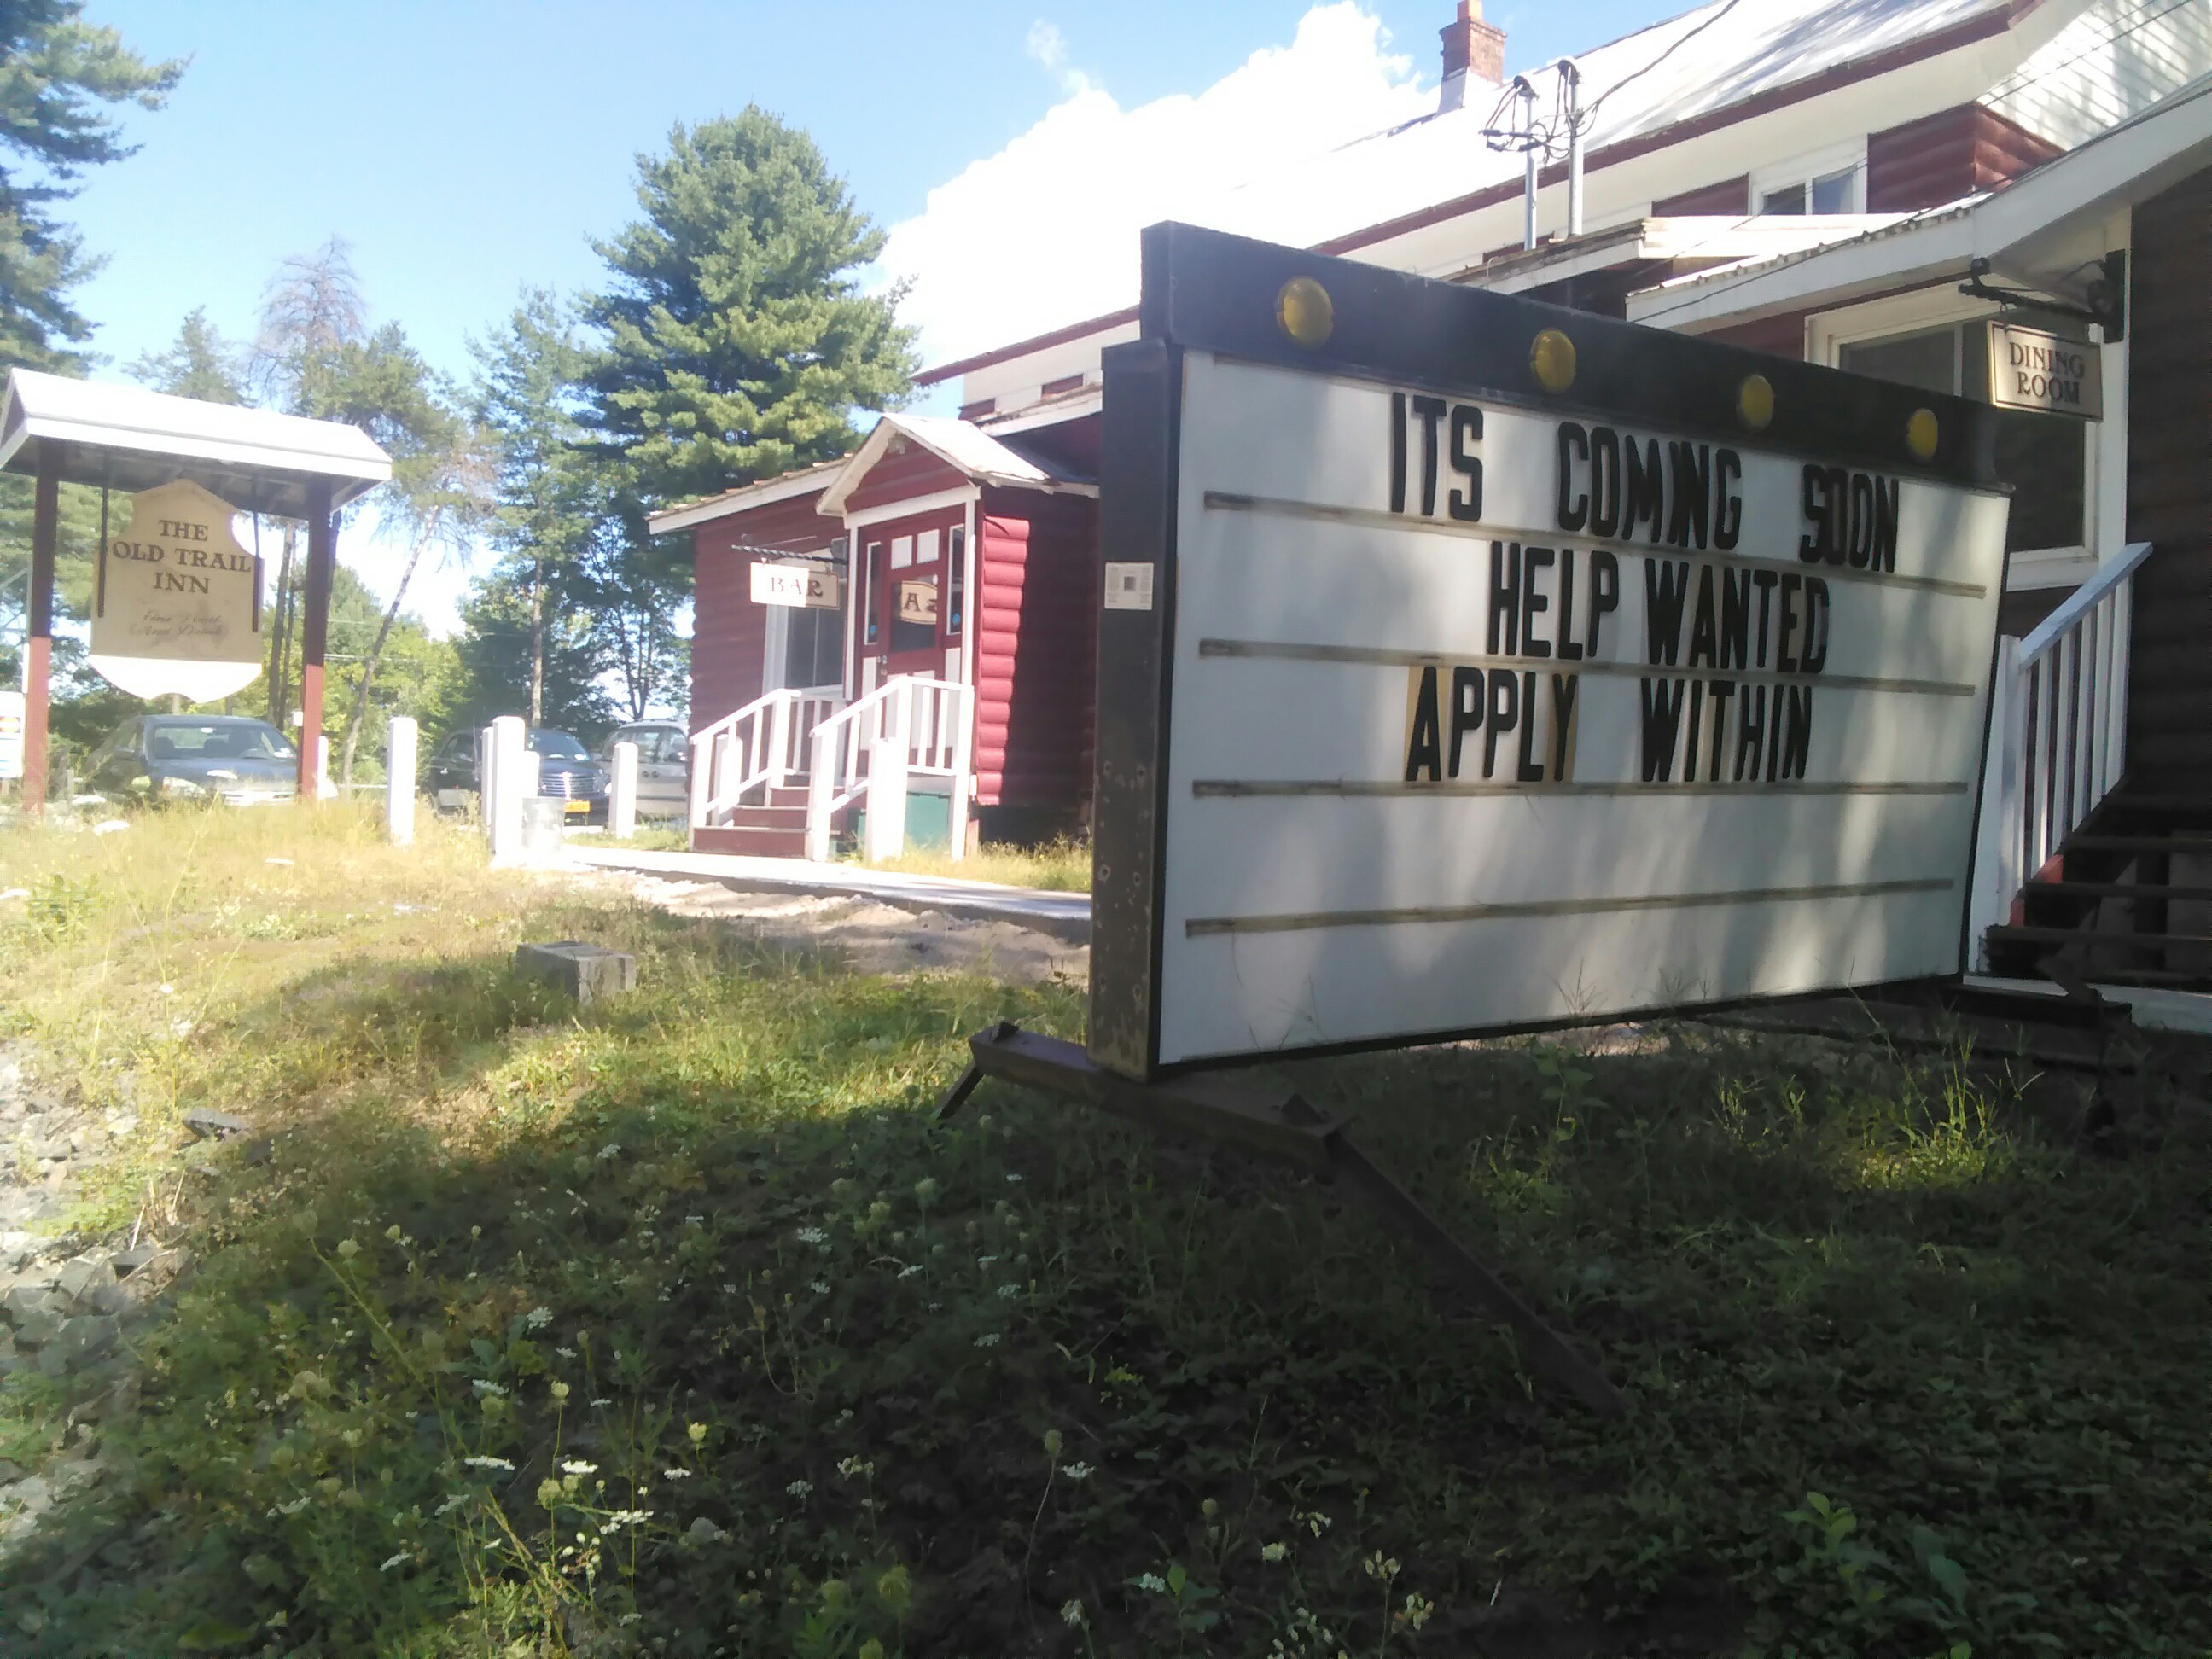 THE
OLD TRAIL
INN
BAR
ITS COMING SOON
HELP WANTED
APPLY WITHIN
DINING
ROOM